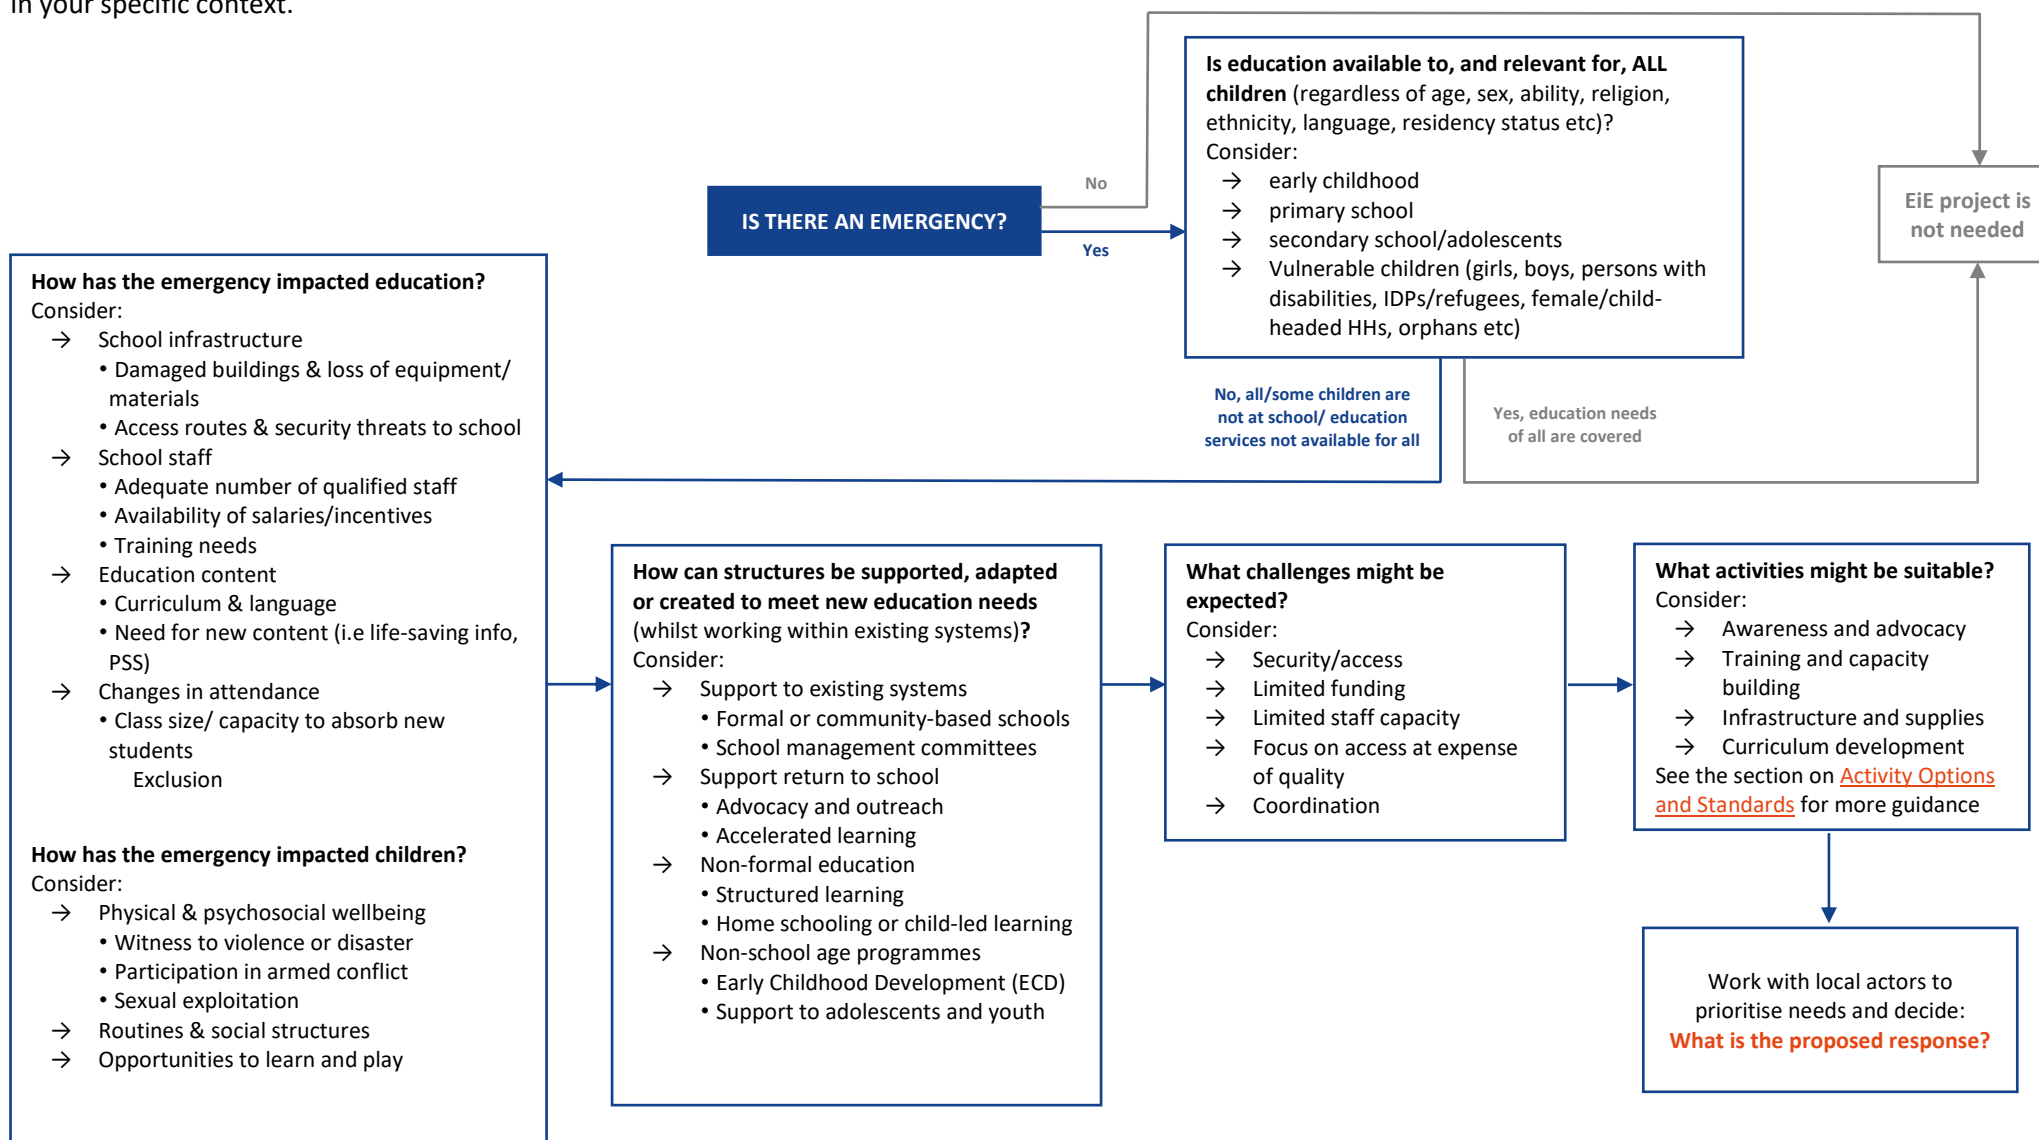 in your specific context.
Is education available to, and relevant for, ALL
children (regardless of age, sex, ability, religion,
ethnicity, language, residency status etc)?
Consider:
→ early childhood
→ primary school
→ secondary school/adolescents
→ Vulnerable children (girls, boys, persons with
disabilities, IDPs/refugees, female/child-
headed HHs, orphans etc)
No
IS THERE AN EMERGENCY?
Yes
EiE project is
not needed
No, all/some children are
not at school/ education
services not available for all
Yes, education needs
of all are covered
How has the emergency impacted education?
Consider:
→ School infrastructure
• Damaged buildings & loss of equipment/
materials
• Access routes & security threats to school
→ School staff
• Adequate number of qualified staff
• Availability of salaries/incentives
• Training needs
→ Education content
• Curriculum & language
• Need for new content (i.e life-saving info,
PSS)
→ Changes in attendance
• Class size/ capacity to absorb new
students
Exclusion
How has the emergency impacted children?
Consider:
→ Physical & psychosocial wellbeing
• Witness to violence or disaster
• Participation in armed conflict
• Sexual exploitation
→ Routines & social structures
→ Opportunities to learn and play
How can structures be supported, adapted
or created to meet new education needs
(whilst working within existing systems)?
Consider:
→ Support to existing systems
• Formal or community-based schools
• School management committees
→ Support return to school
• Advocacy and outreach
• Accelerated learning
→ Non-formal education
• Structured learning
• Home schooling or child-led learning
→ Non-school age programmes
• Early Childhood Development (ECD)
• Support to adolescents and youth
What challenges might be
expected?
Consider:
→ Security/access
→ Limited funding
→ Limited staff capacity
→ Focus on access at expense
of quality
→ Coordination
What activities might be suitable?
Consider:
→ Awareness and advocacy
→ Training and capacity
building
→ Infrastructure and supplies
→ Curriculum development
See the section on Activity Options
and Standards for more guidance
Work with local actors to
prioritise needs and decide:
What is the proposed response?